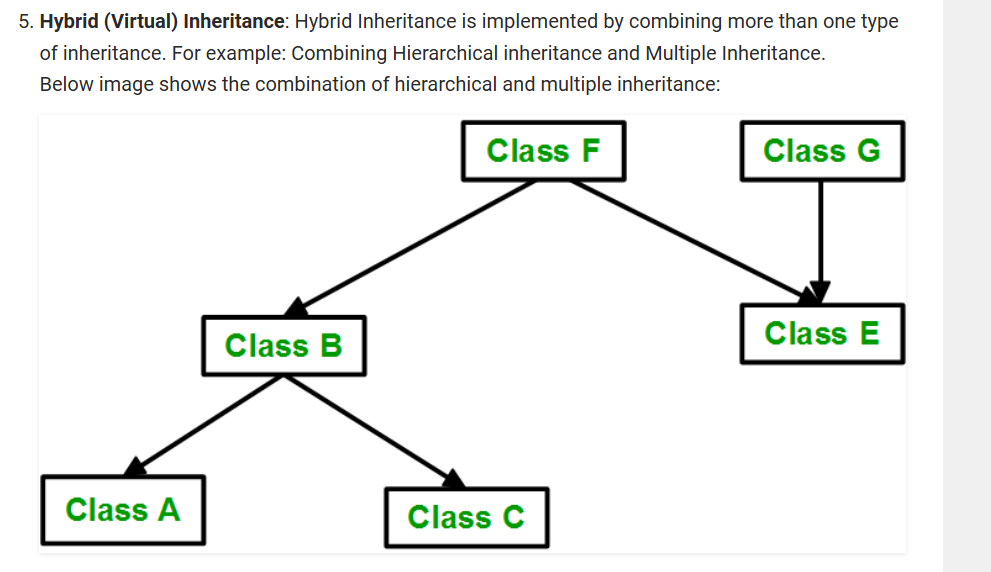 5. Hybrid (Virtual) Inheritance: Hybrid Inheritance is implemented by combining more than one type
of inheritance. For example: Combining Hierarchical inheritance and Multiple Inheritance.
Below image shows the combination of hierarchical and multiple inheritance:
Class F
Class G
Class B
Class E
Class A
Class C